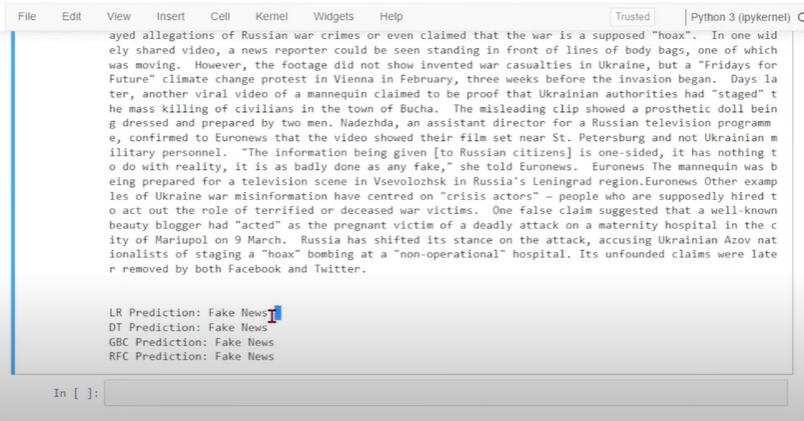 File Edit View Insert Cell Kernel Widgets Help Trusted Python 3 (ipykernel)
ayed allegations of Russian war crimes or even claimed that the war is a supposed "hoax". In one wid
ely shared video, a news reporter could be seen standing in front of lines of body bags, one of which
was moving. However, the footage did not show invented war casualties in Ukraine, but a "Fridays for
Future" climate change protest in Vienna in February, three weeks before the invasion began. Days la
ter, another viral video of a mannequin claimed to be proof that Ukrainian authorities had "staged" t
he mass killing of civilians in the town of Bucha. The misleading clip showed a prosthetic doll bein
g dressed and prepared by two men. Nadezhda, an assistant director for a Russian television programm
e, confirmed to Euronews that the video showed their film set near St. Petersburg and not Ukrainian m
ilitary personnel. "The information being given [to Russian citizens] is one-sided, it has nothing t
o do with reality, it is as badly done as any fake," she told Euronews. Euronews The mannequin was b
eing prepared for a television scene in Vsevolozhsk in Russia's Leningrad region.Euronews Other examp
les of Ukraine war misinformation have centred on "crisis actors" — people who are supposedly hired t
o act out the role of terrified or deceased war victims. One false claim suggested that a well-known
beauty blogger had "acted" as the pregnant victim of a deadly attack on a maternity hospital in the c
ity of Mariupol on 9 March. Russia has shifted its stance on the attack, accusing Ukrainian Azov nat
ionalists of staging a "hoax" bombing at a "non-operational" hospital. Its unfounded claims were late
r removed by both Facebook and Twitter.
LR Prediction: Fake News
DT Prediction: Fake News
GBC Prediction: Fake News
RFC Prediction: Fake News
In [ ]: